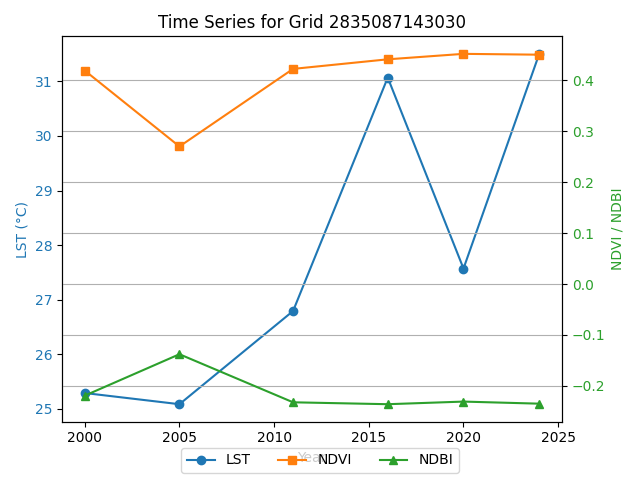 Time Series for Grid 2835087143030
LST (°C)
31
30
29
28
27
26
25
0.4
0.3
0.2
0.1
0.0
−0.1
−0.2
NDVI / NDBI
2000 2005 2010 2015 2020 2025
Year
LST NDVI NDBI